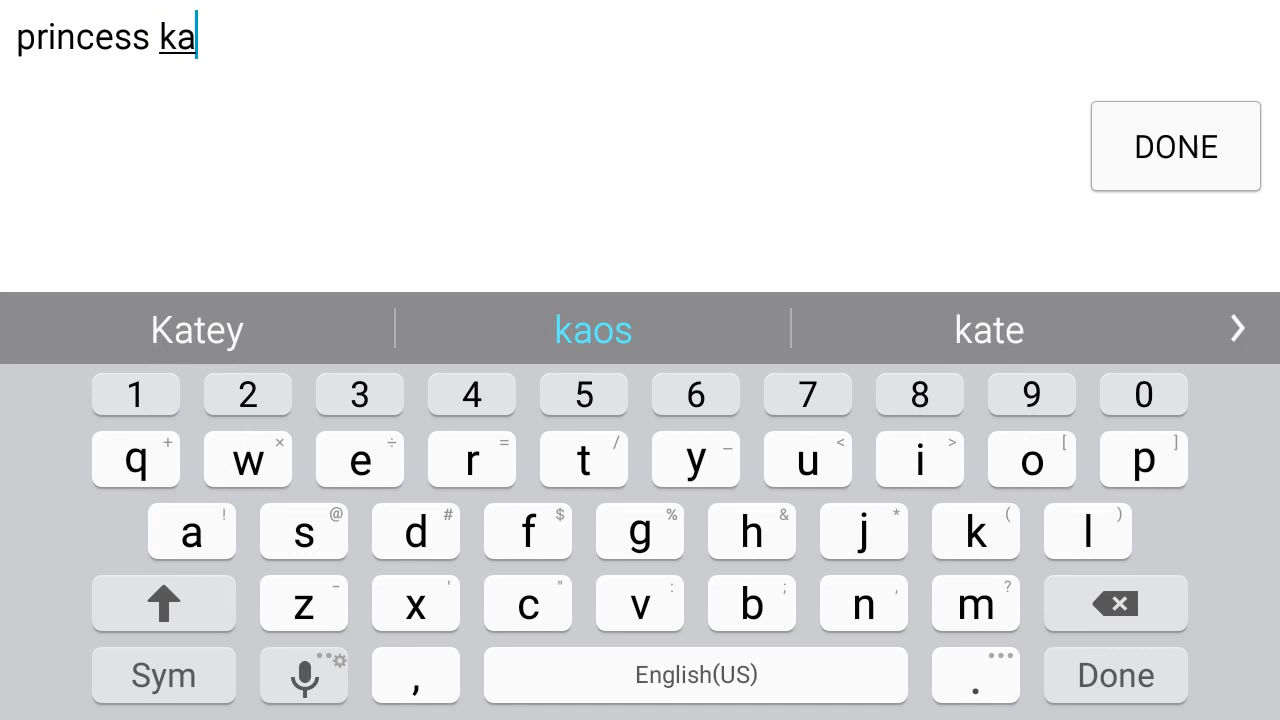 princess ka
DONE
Katey kaos kate
1 2 3 4 5 6 7 8 9 0
q + w × e ÷ r = t / y _ u < i > o [ p ]
a ! s @ d # f $ g % h & j * k ( l )
z - x ' c " v : b ; n , m ?
Sym , English(US) . Done